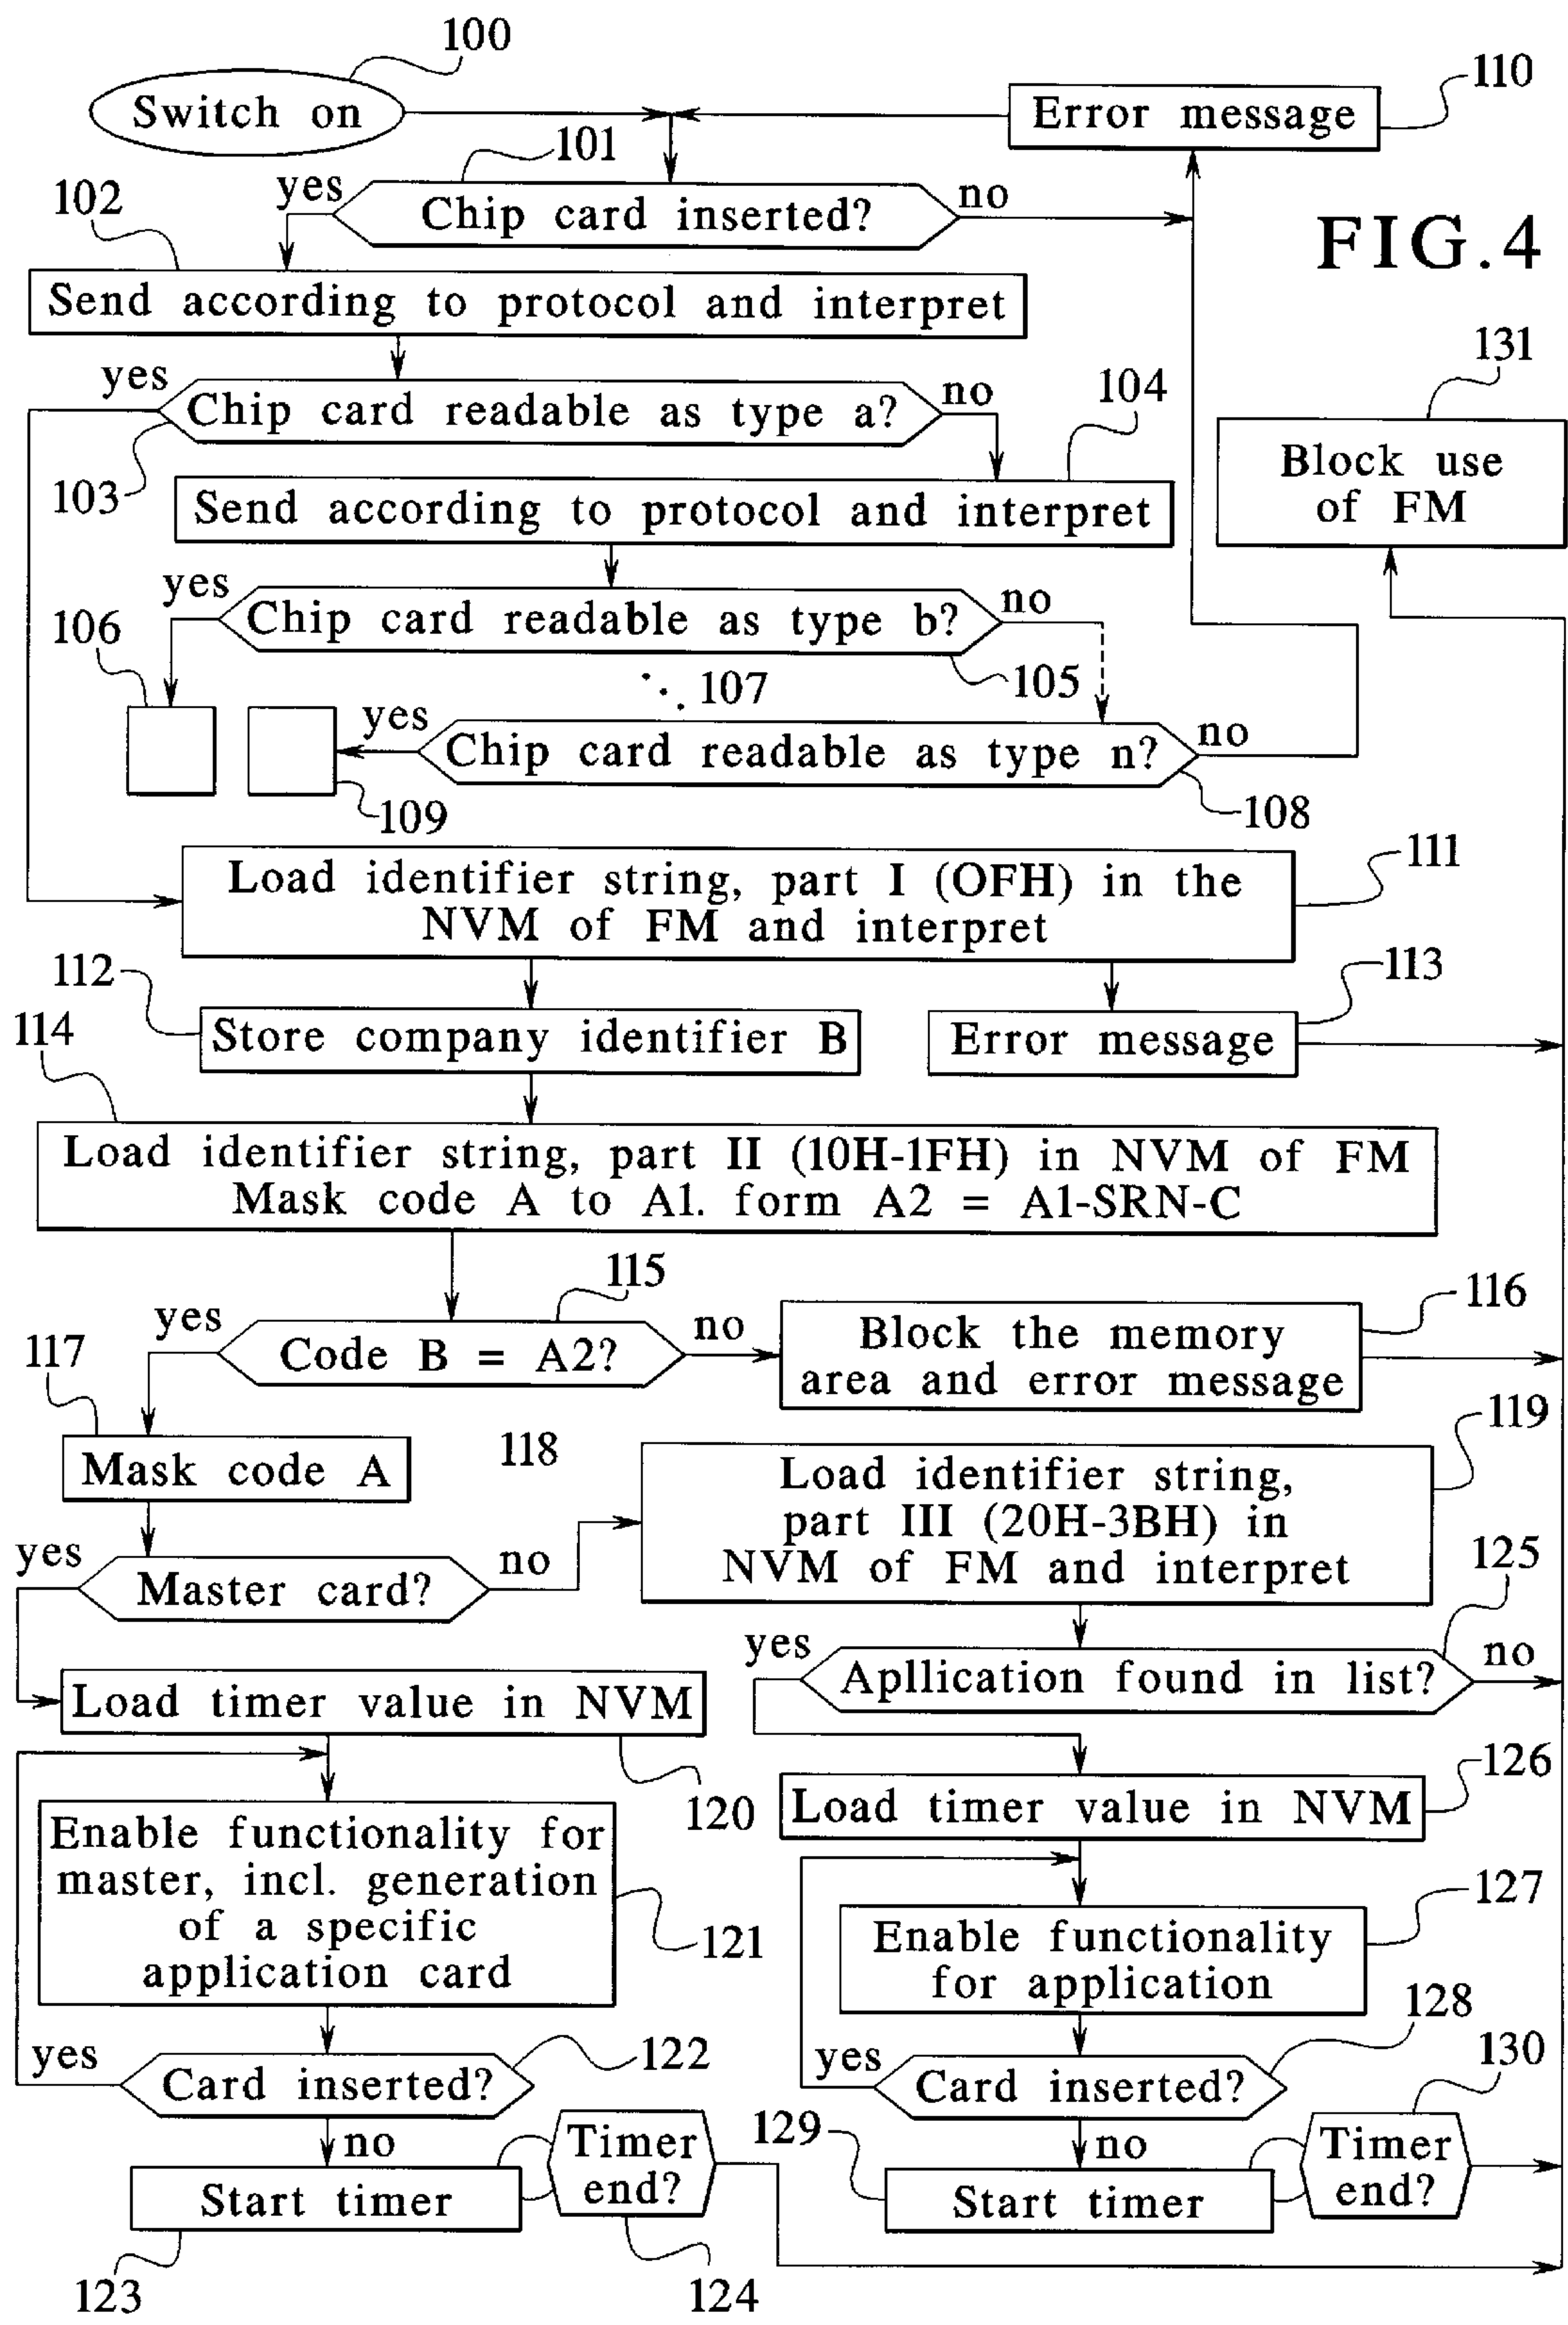 100
Switch on
Error message
110
101
102
yes
Chip card inserted?
no
FIG.4
Send according to protocol and interpret
131
yes
Chip card readable as type a?
no
104
Block use
of FM
103
Send according to protocol and interpret
yes
Chip card readable as type b?
no
106
105
107
yes
Chip card readable as type n?
no
109
108
111
Load identifier string, part I (OFH) in the
NVM of FM and interpret
112
113
114
Store company identifier B
Error message
Load identifier string, part II (10H-1FH) in NVM of FM
Mask code A to A1. form A2 = A1-SRN-C
115
116
yes
Code B = A2?
no
Block the memory
area and error message
117
119
118
Mask code A
Load identifier string,
part III (20H-3BH) in
NVM of FM and interpret
yes
Master card?
no
125
yes
Apllication found in list?
no
Load timer value in NVM
126
120
Load timer value in NVM
Enable functionality for
master, incl. generation
of a specific
application card
121
127
Enable functionality
for application
128
yes
Card inserted?
122
yes
Card inserted?
130
no
Timer
end?
129
no
Timer
end?
Start timer
Start timer
123
124